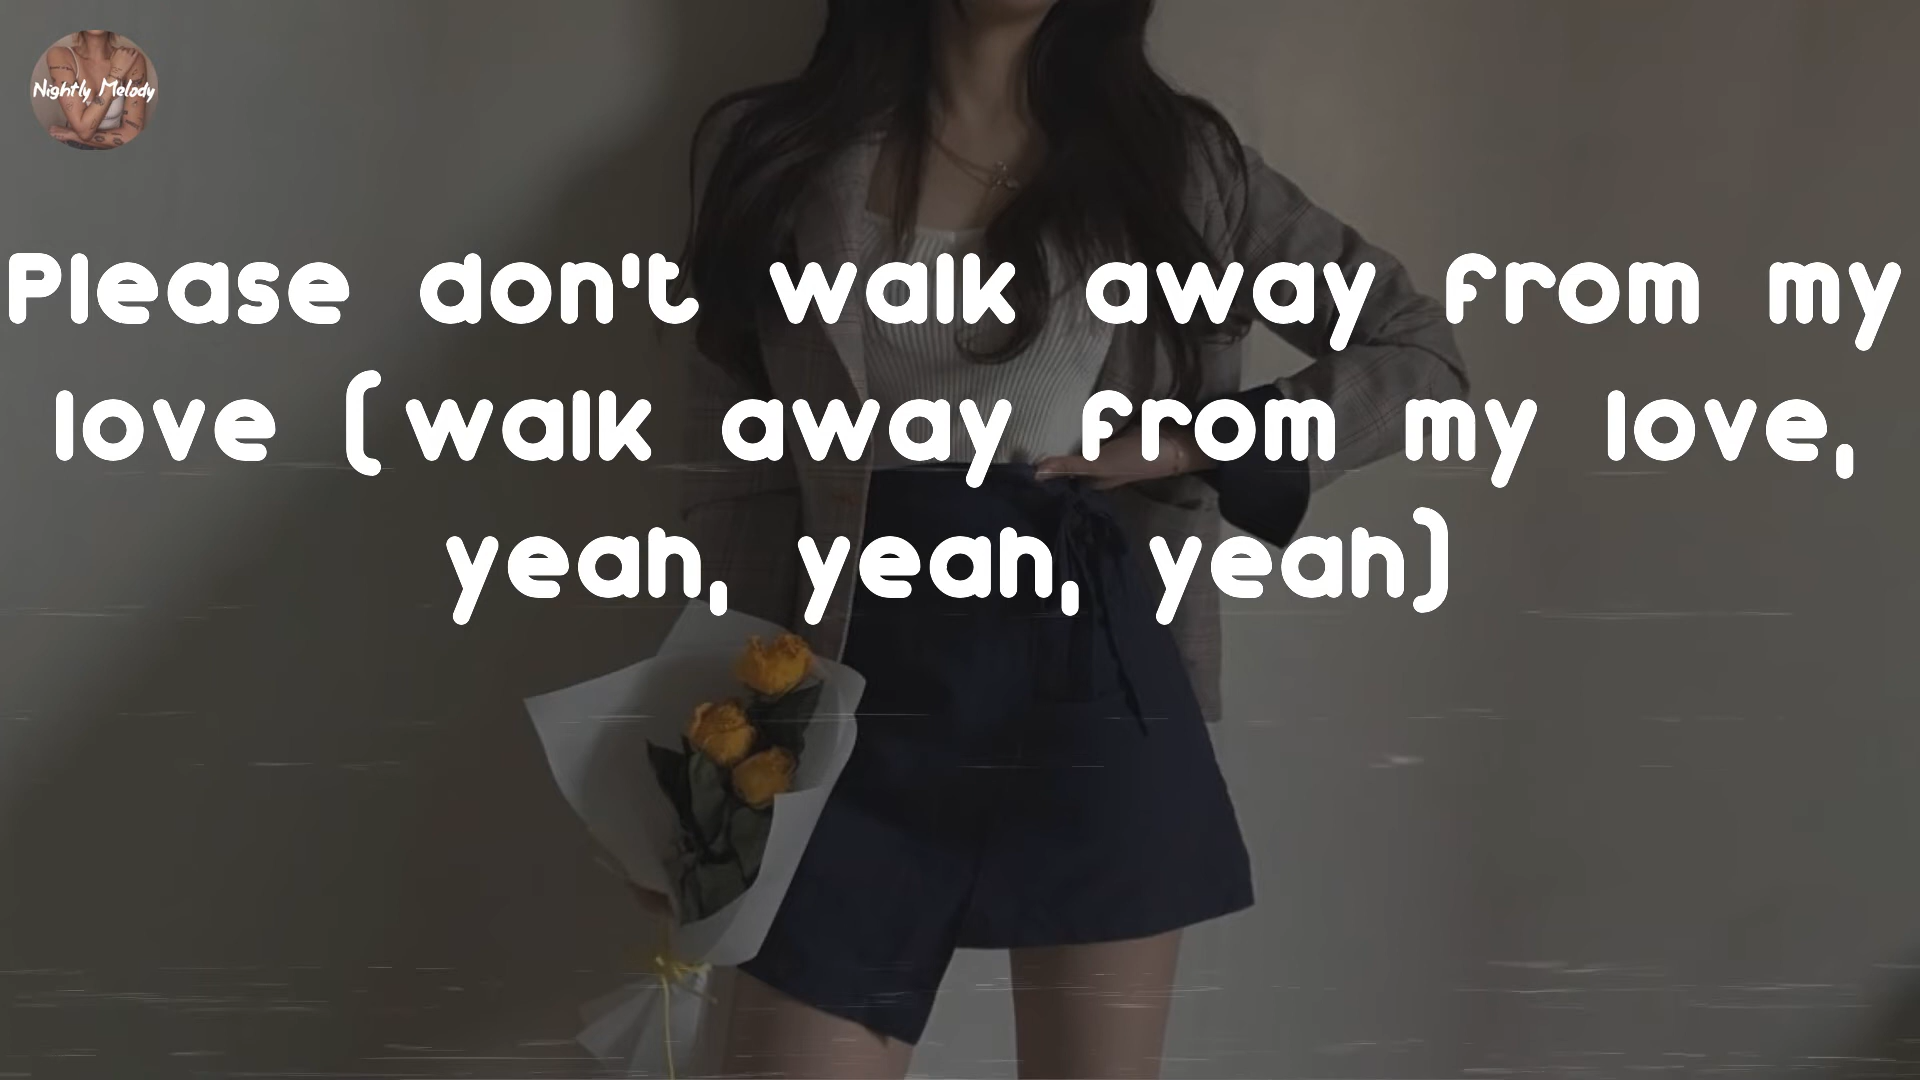 Nightly Melody
Please don't walk away from my
love (walk away from my love,
yeah, yeah, yeah)